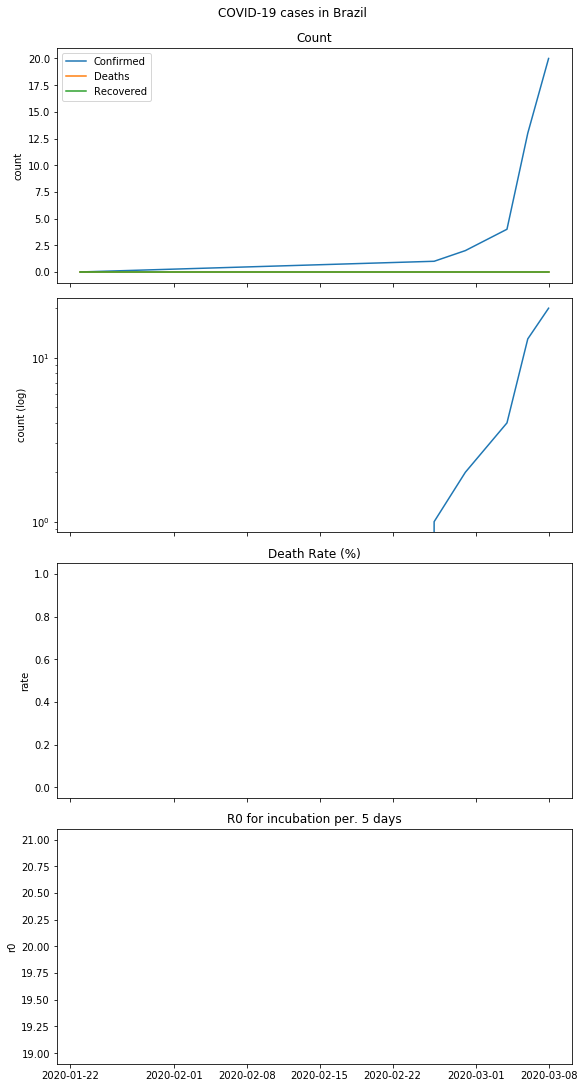 COVID-19 cases in Brazil
Count
Confirmed
Deaths
Recovered
20.0
17.5
15.0
12.5
10.0
7.5
5.0
2.5
0.0
count
10¹
10⁰
count (log)
Death Rate (%)
1.0
0.8
0.6
0.4
0.2
0.0
rate
R0 for incubation per. 5 days
21.00
20.75
20.50
20.25
20.00
19.75
19.50
19.25
19.00
r0
2020-01-22 2020-02-01 2020-02-08 2020-02-15 2020-02-22 2020-03-01 2020-03-08